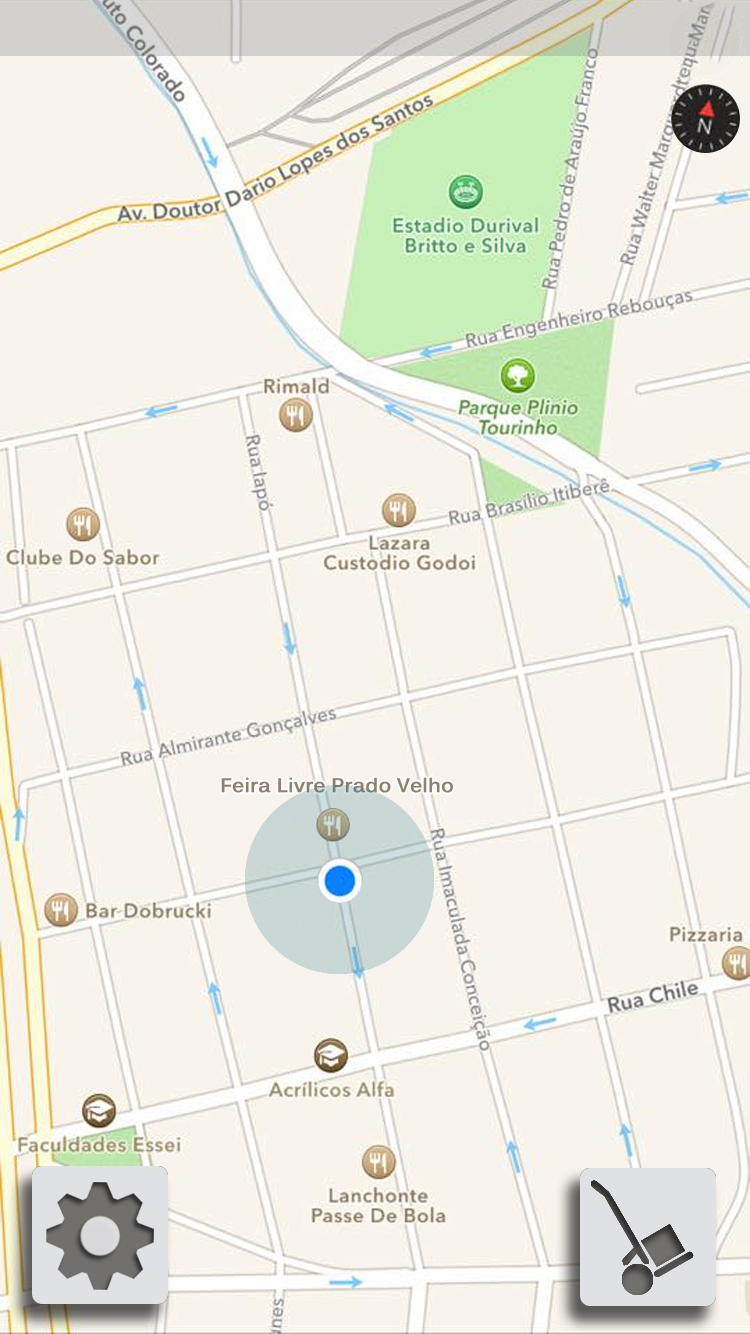 uto Colorado
Av. Doutor Dario Lopes dos Santos
N
Estadio Durival
Britto e Silva
Rua Pedro de Araújo Franco
Rua Engenheiro Rebouças
Rimald
Parque Plinio
Tourinho
Rua Iapó
Rua Brasílio Itiberê
Clube Do Sabor
Lazara
Custodio Godoi
Rua Almirante Gonçalves
Feira Livre Prado Velho
Rua Imaculada Conceição
Bar Dobrucki
Pizzaria
Rua Chile
Acrílicos Alfa
Faculdades Essei
Lanchonte
Passe De Bola
unes